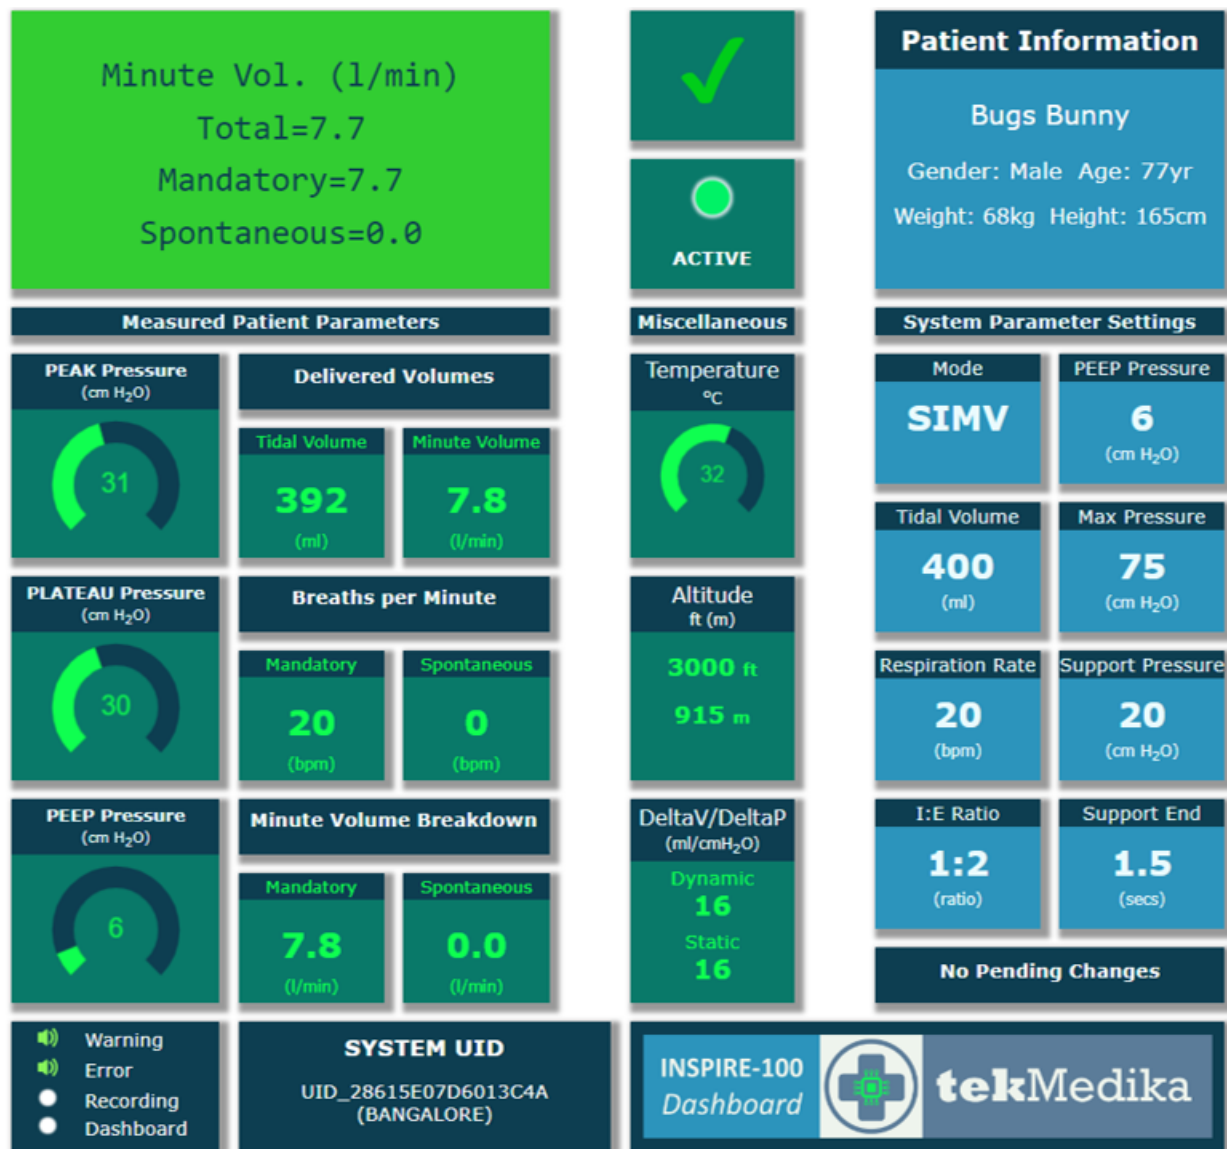 Minute Vol. (l/min)
Total=7.7
Mandatory=7.7
Spontaneous=0.0
✓
ACTIVE
Patient Information
Bugs Bunny
Gender: Male Age: 77yr
Weight: 68kg Height: 165cm
Measured Patient Parameters
PEAK Pressure
(cm H₂O)
31
Delivered Volumes
Tidal Volume
392
(ml)
Minute Volume
7.8
(l/min)
PLATEAU Pressure
(cm H₂O)
30
Breaths per Minute
Mandatory
20
(bpm)
Spontaneous
0
(bpm)
PEEP Pressure
(cm H₂O)
6
Minute Volume Breakdown
Mandatory
7.8
(l/min)
Spontaneous
0.0
(l/min)
Miscellaneous
Temperature
°C
32
Altitude
ft (m)
3000 ft
915 m
DeltaV/DeltaP
(ml/cmH₂O)
Dynamic
16
Static
16
System Parameter Settings
Mode
SIMV
PEEP Pressure
6
(cm H₂O)
Tidal Volume
400
(ml)
Max Pressure
75
(cm H₂O)
Respiration Rate
20
(bpm)
Support Pressure
20
(cm H₂O)
I:E Ratio
1:2
(ratio)
Support End
1.5
(secs)
No Pending Changes
Warning
Error
Recording
Dashboard
SYSTEM UID
UID_28615E07D6013C4A
(BANGALORE)
INSPIRE-100
Dashboard
tekMedika